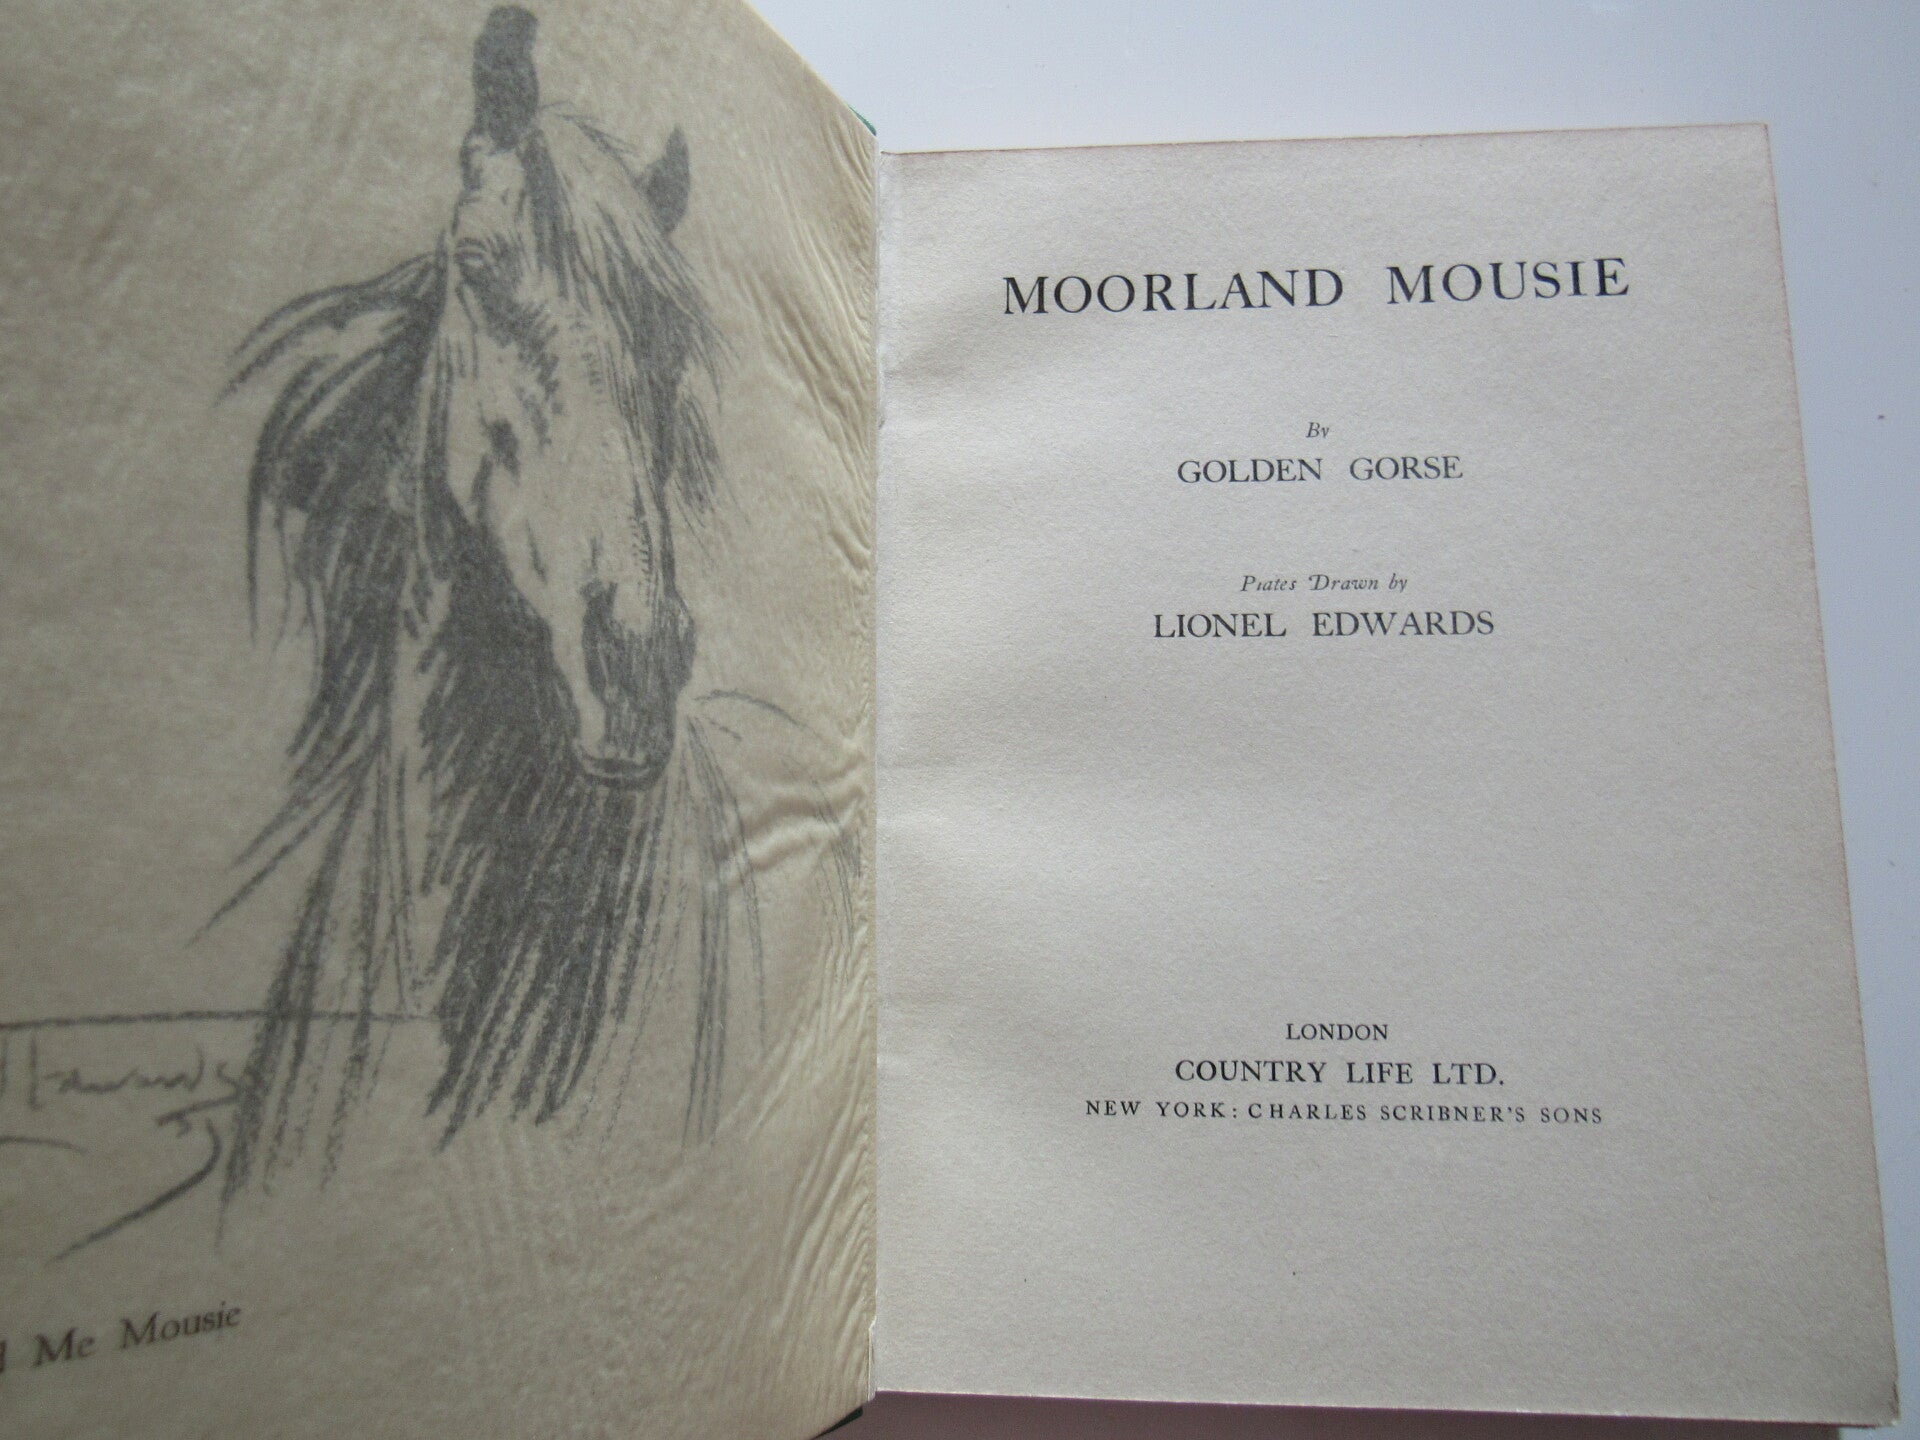 Edwards
Me Mousie
MOORLAND MOUSIE
By
GOLDEN GORSE
Plates Drawn by
LIONEL EDWARDS
LONDON
COUNTRY LIFE LTD.
NEW YORK: CHARLES SCRIBNER'S SONS